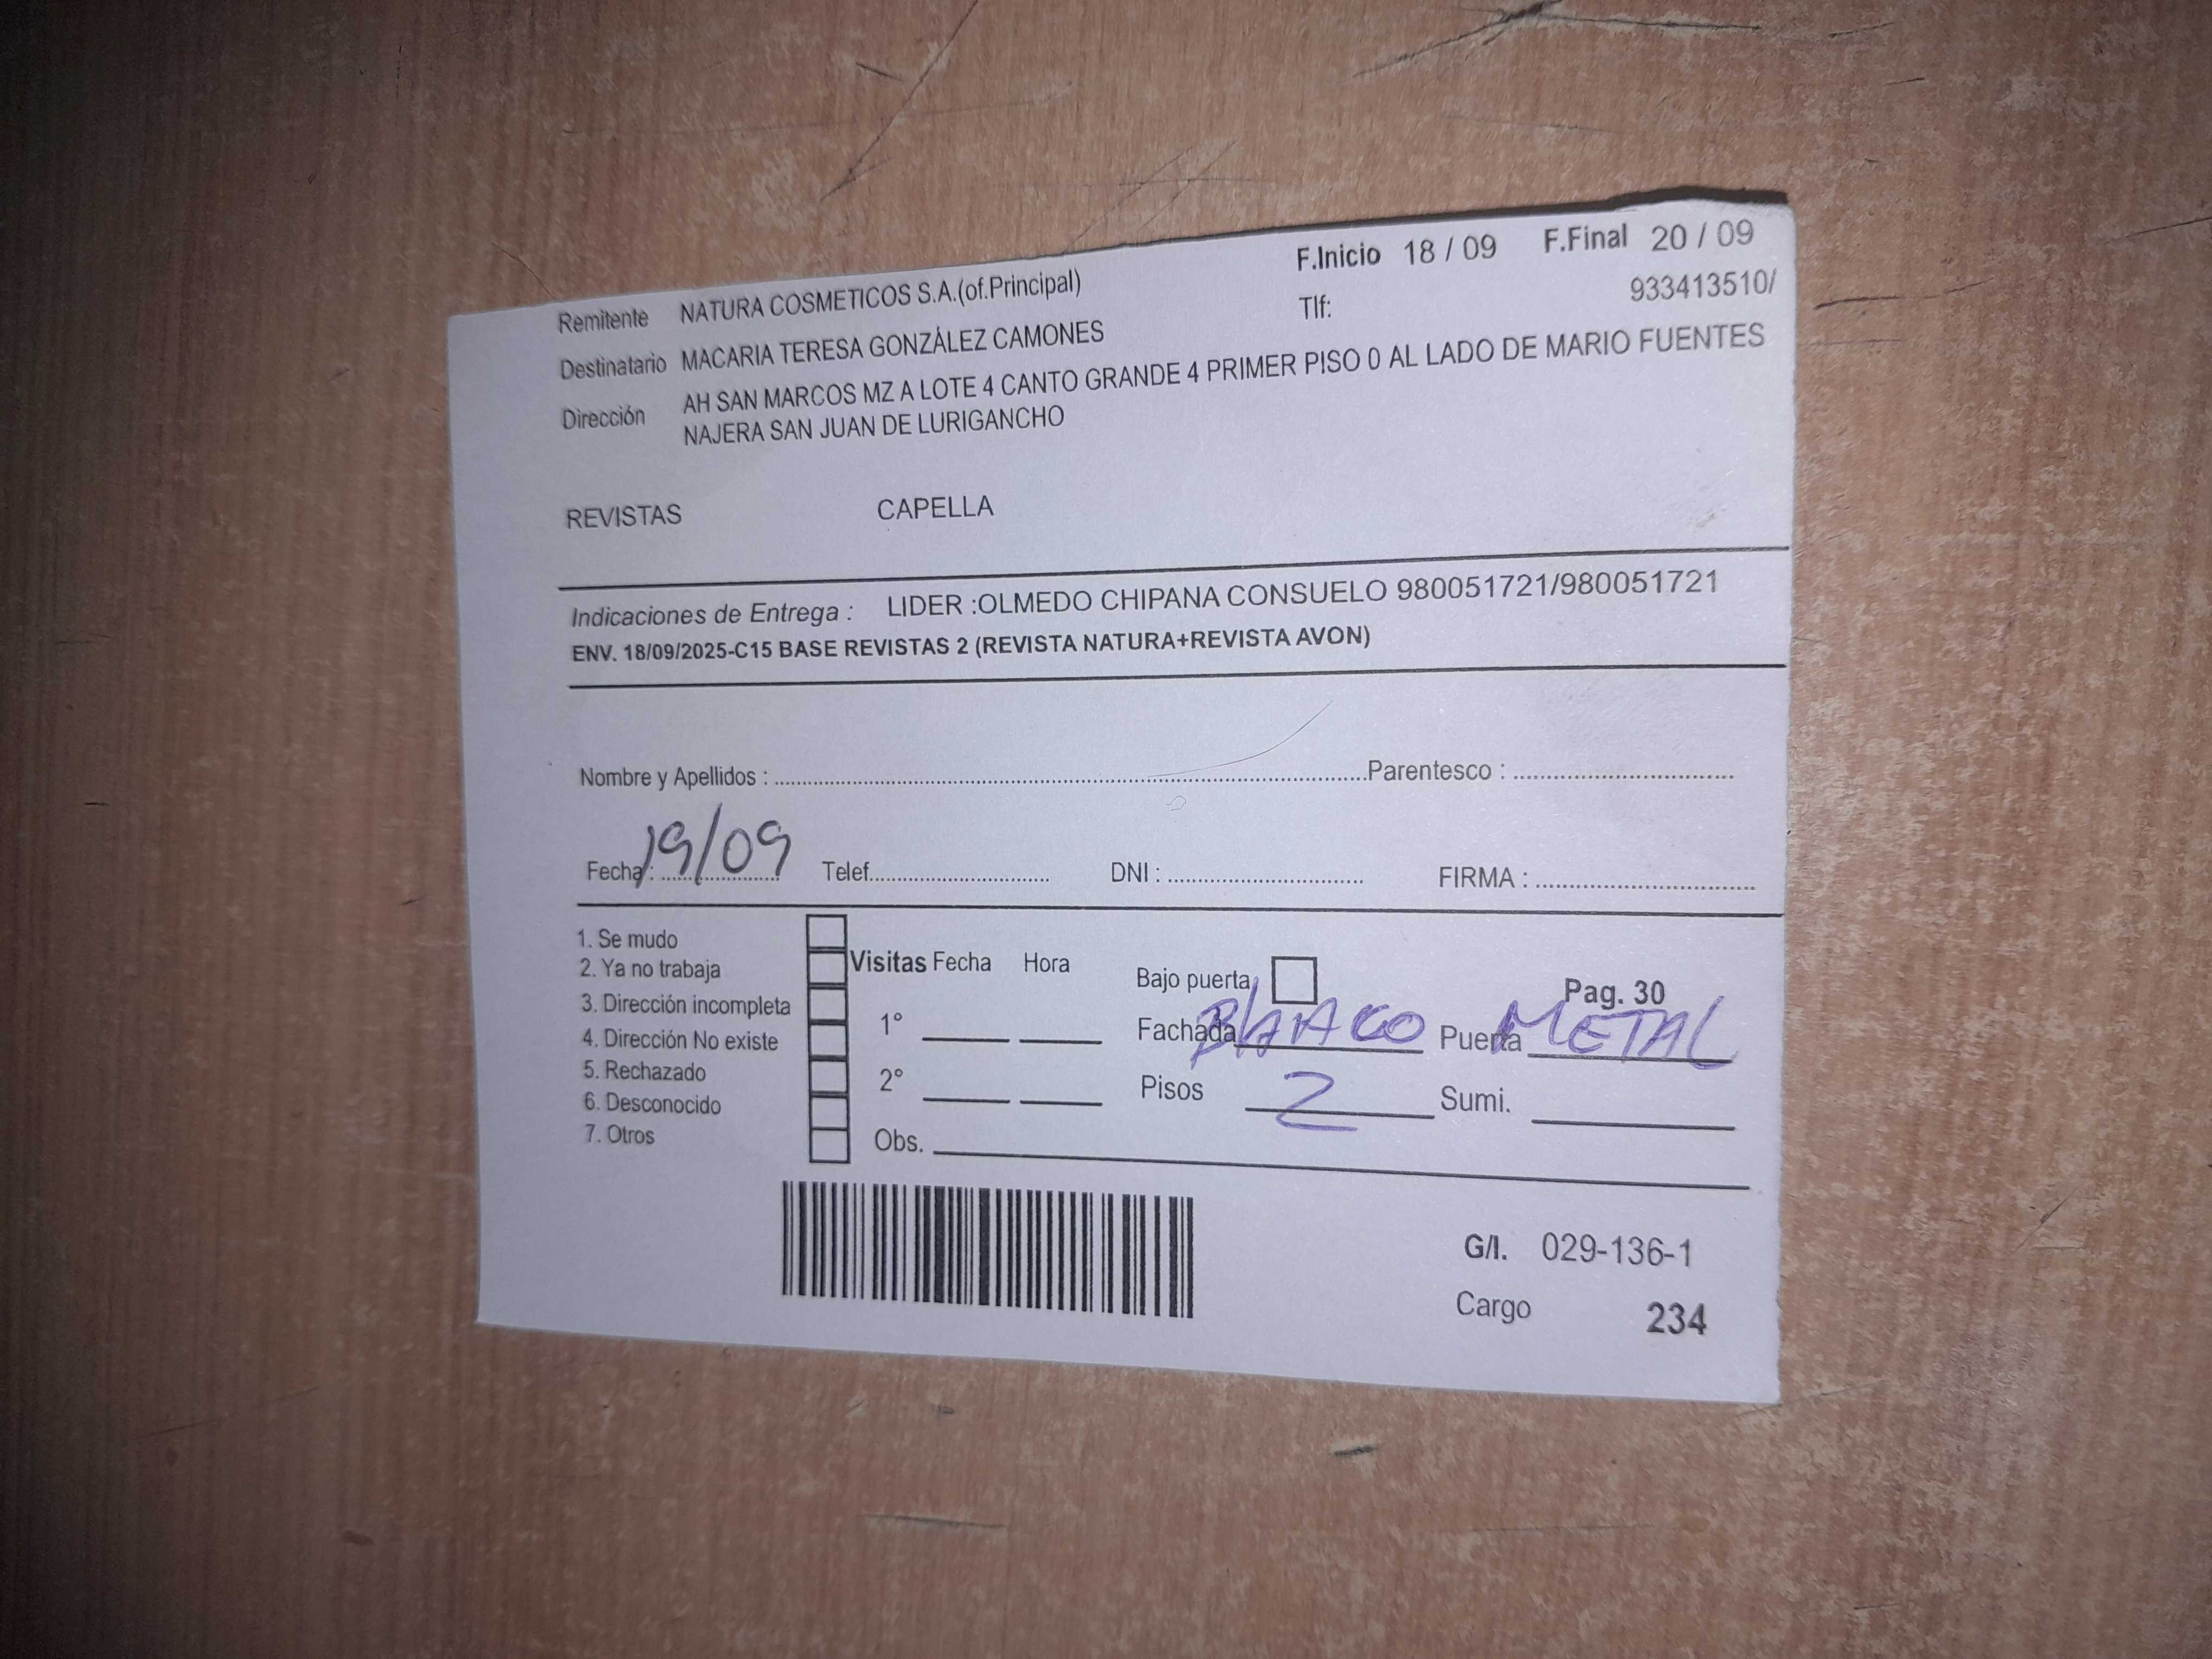 F.Inicio 18 / 09 F.Final 20 / 09
Remitente NATURA COSMETICOS S.A.(of.Principal) Tlf: 933413510/
Destinatario MACARIA TERESA GONZÁLEZ CAMONES
Dirección AH SAN MARCOS MZ A LOTE 4 CANTO GRANDE 4 PRIMER PISO 0 AL LADO DE MARIO FUENTES
NAJERA SAN JUAN DE LURIGANCHO
REVISTAS CAPELLA
Indicaciones de Entrega : LIDER :OLMEDO CHIPANA CONSUELO 980051721/980051721
ENV. 18/09/2025-C15 BASE REVISTAS 2 (REVISTA NATURA+REVISTA AVON)
Nombre y Apellidos : Parentesco :
Fecha : 19/09 Telef. DNI : FIRMA :
1. Se mudo
2. Ya no trabaja
3. Dirección incompleta
4. Dirección No existe
5. Rechazado
6. Desconocido
7. Otros
Visitas Fecha Hora
1°
2°
Obs.
Bajo puerta Pag. 30
Fachada BLANCO Puerta METAL
Pisos 2 Sumi.
G/I. 029-136-1
Cargo 234